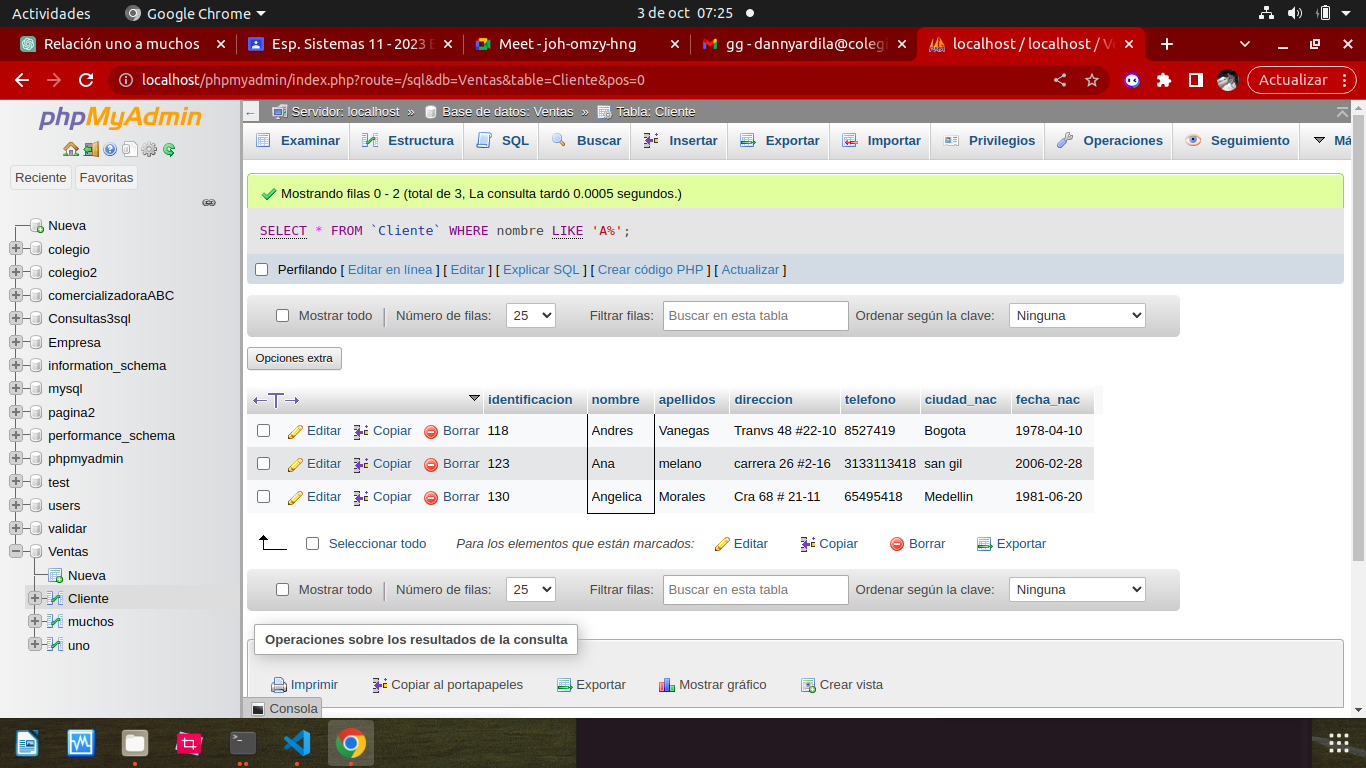 Actividades Google Chrome 3 de oct 07:25
Relación uno a muchos Esp. Sistemas 11 - 2023 Meet - joh-omzy-hng gg - dannyardila@coleg localhost / localhost / V
localhost/phpmyadmin/index.php?route=/sql&db=Ventas&table=Cliente&pos=0 Actualizar
phpMyAdmin
Reciente Favoritas
Nueva
colegio
colegio2
comercializadoraABC
Consultas3sql
Empresa
information_schema
mysql
pagina2
performance_schema
phpmyadmin
test
users
validar
Ventas
Nueva
Cliente
muchos
uno
Servidor: localhost » Base de datos: Ventas » Tabla: Cliente
Examinar Estructura SQL Buscar Insertar Exportar Importar Privilegios Operaciones Seguimiento Má
Mostrando filas 0 - 2 (total de 3, La consulta tardó 0.0005 segundos.)
SELECT * FROM `Cliente` WHERE nombre LIKE 'A%';
Perfilando [ Editar en línea ] [ Editar ] [ Explicar SQL ] [ Crear código PHP ] [ Actualizar ]
Mostrar todo Número de filas: 25 Filtrar filas: Buscar en esta tabla Ordenar según la clave: Ninguna
Opciones extra
←T→ identificacion nombre apellidos direccion telefono ciudad_nac fecha_nac
Editar Copiar Borrar 118 Andres Vanegas Tranvs 48 #22-10 8527419 Bogota 1978-04-10
Editar Copiar Borrar 123 Ana melano carrera 26 #2-16 3133113418 san gil 2006-02-28
Editar Copiar Borrar 130 Angelica Morales Cra 68 # 21-11 65495418 Medellin 1981-06-20
Seleccionar todo Para los elementos que están marcados: Editar Copiar Borrar Exportar
Mostrar todo Número de filas: 25 Filtrar filas: Buscar en esta tabla Ordenar según la clave: Ninguna
Operaciones sobre los resultados de la consulta
Imprimir Copiar al portapapeles Exportar Mostrar gráfico Crear vista
Consola